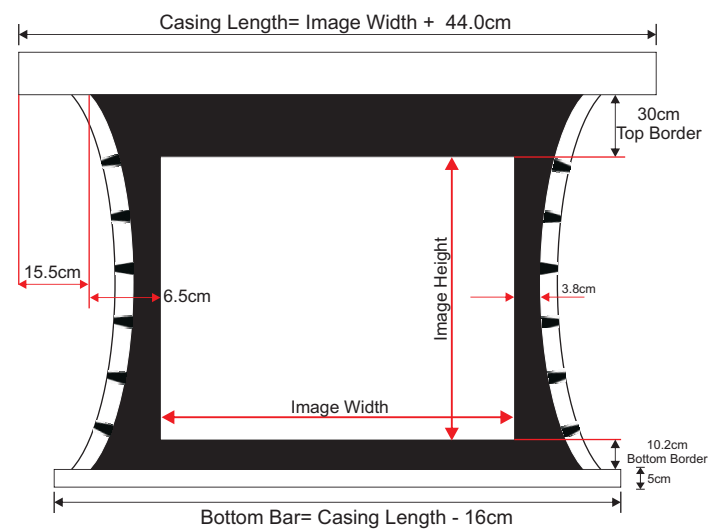 Casing Length= Image Width + 44.0cm
30cm
Top Border
15.5cm
6.5cm
Image Height
3.8cm
Image Width
10.2cm
Bottom Border
5cm
Bottom Bar= Casing Length - 16cm